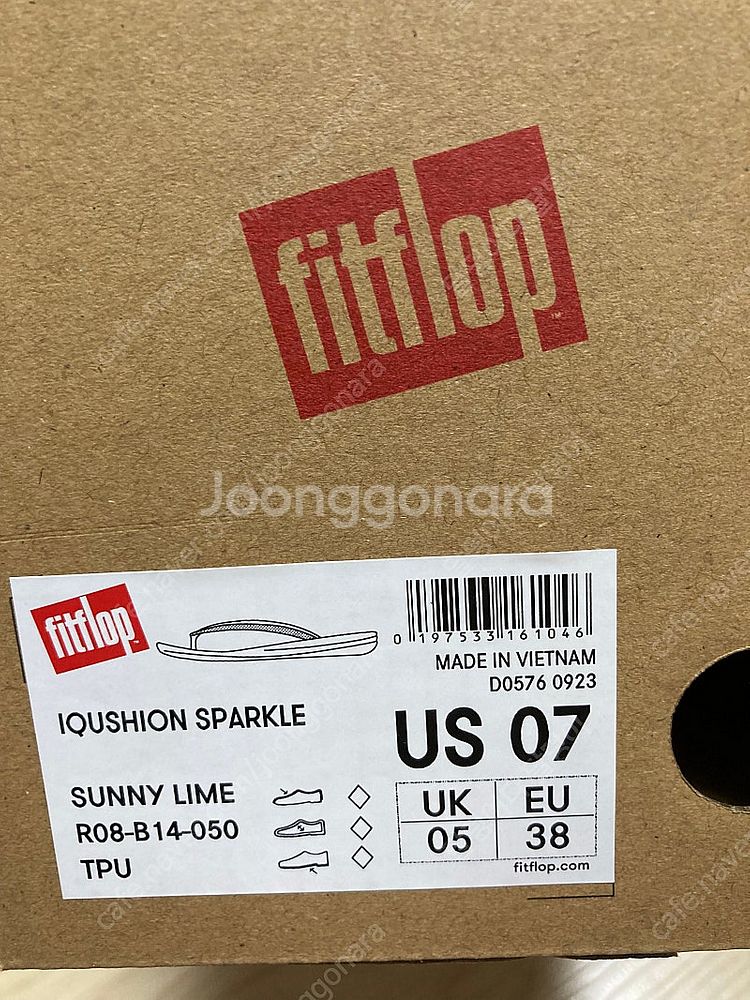 fitflop
Joonggonara
fitflop
0 197533 161046
MADE IN VIETNAM
D0576 0923
IQUSHION SPARKLE
US 07
SUNNY LIME
R08-B14-050
TPU
UK EU
05 38
fitflop.com